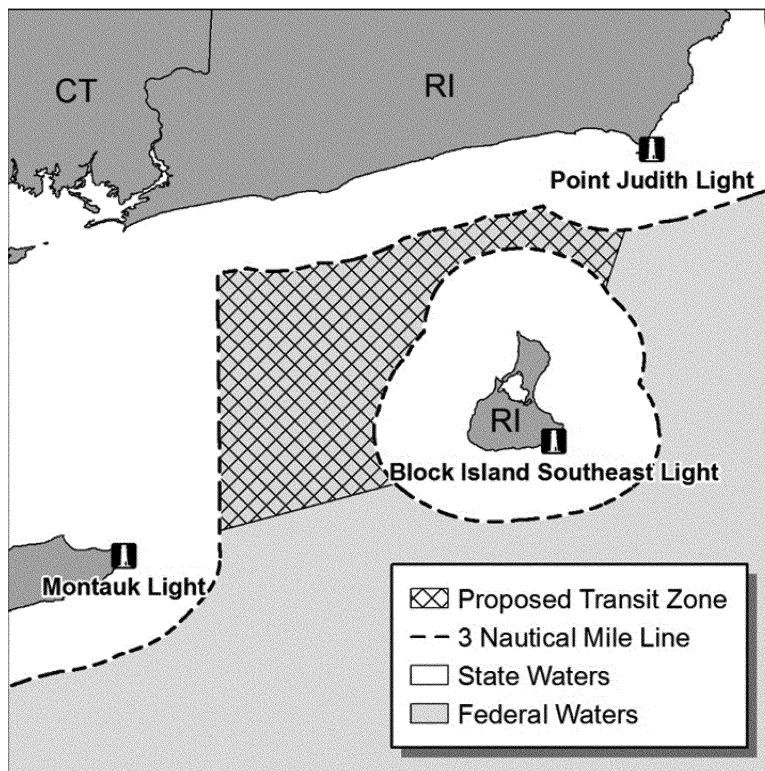 CT
RI
Point Judith Light
RI
Block Island Southeast Light
Montauk Light
Proposed Transit Zone
3 Nautical Mile Line
State Waters
Federal Waters